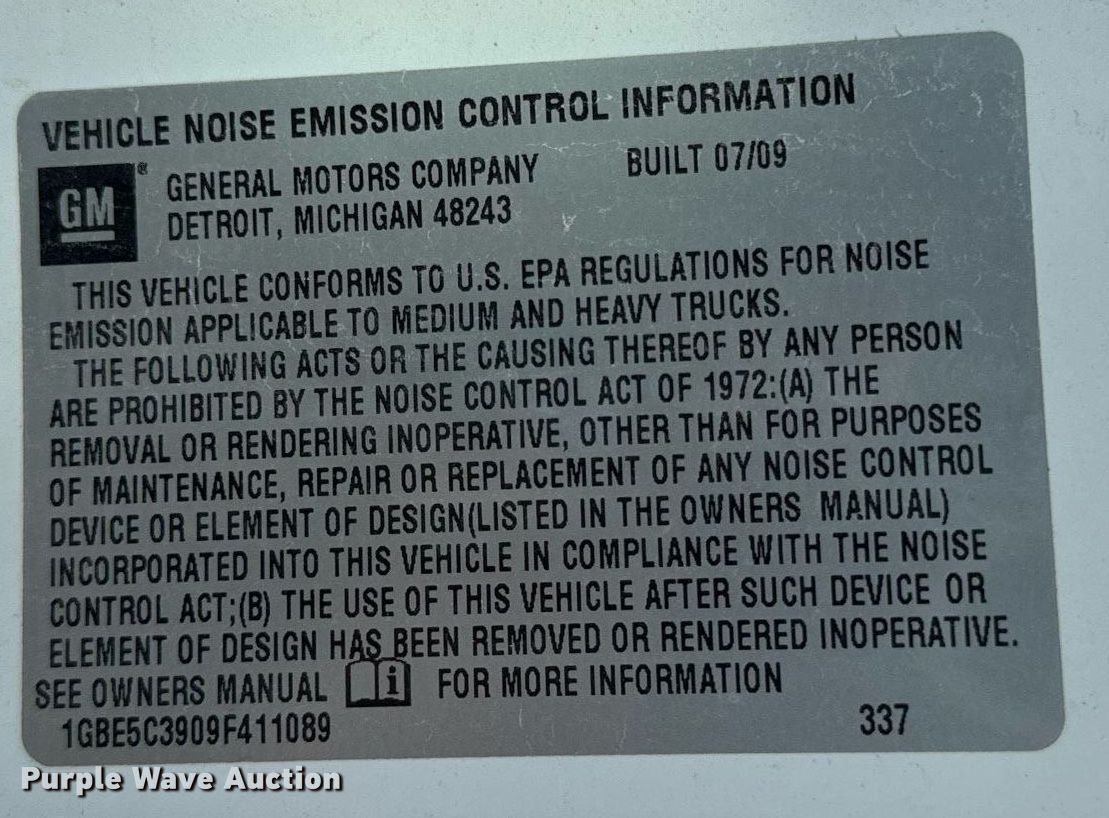 VEHICLE NOISE EMISSION CONTROL INFORMATION
GM ® GENERAL MOTORS COMPANY BUILT 07/09
DETROIT, MICHIGAN 48243
THIS VEHICLE CONFORMS TO U.S. EPA REGULATIONS FOR NOISE
EMISSION APPLICABLE TO MEDIUM AND HEAVY TRUCKS.
THE FOLLOWING ACTS OR THE CAUSING THEREOF BY ANY PERSON
ARE PROHIBITED BY THE NOISE CONTROL ACT OF 1972:(A) THE
REMOVAL OR RENDERING INOPERATIVE, OTHER THAN FOR PURPOSES
OF MAINTENANCE, REPAIR OR REPLACEMENT OF ANY NOISE CONTROL
DEVICE OR ELEMENT OF DESIGN(LISTED IN THE OWNERS MANUAL)
INCORPORATED INTO THIS VEHICLE IN COMPLIANCE WITH THE NOISE
CONTROL ACT;(B) THE USE OF THIS VEHICLE AFTER SUCH DEVICE OR
ELEMENT OF DESIGN HAS BEEN REMOVED OR RENDERED INOPERATIVE.
SEE OWNERS MANUAL i FOR MORE INFORMATION
1GBE5C3909F411089 337
Purple Wave Auction